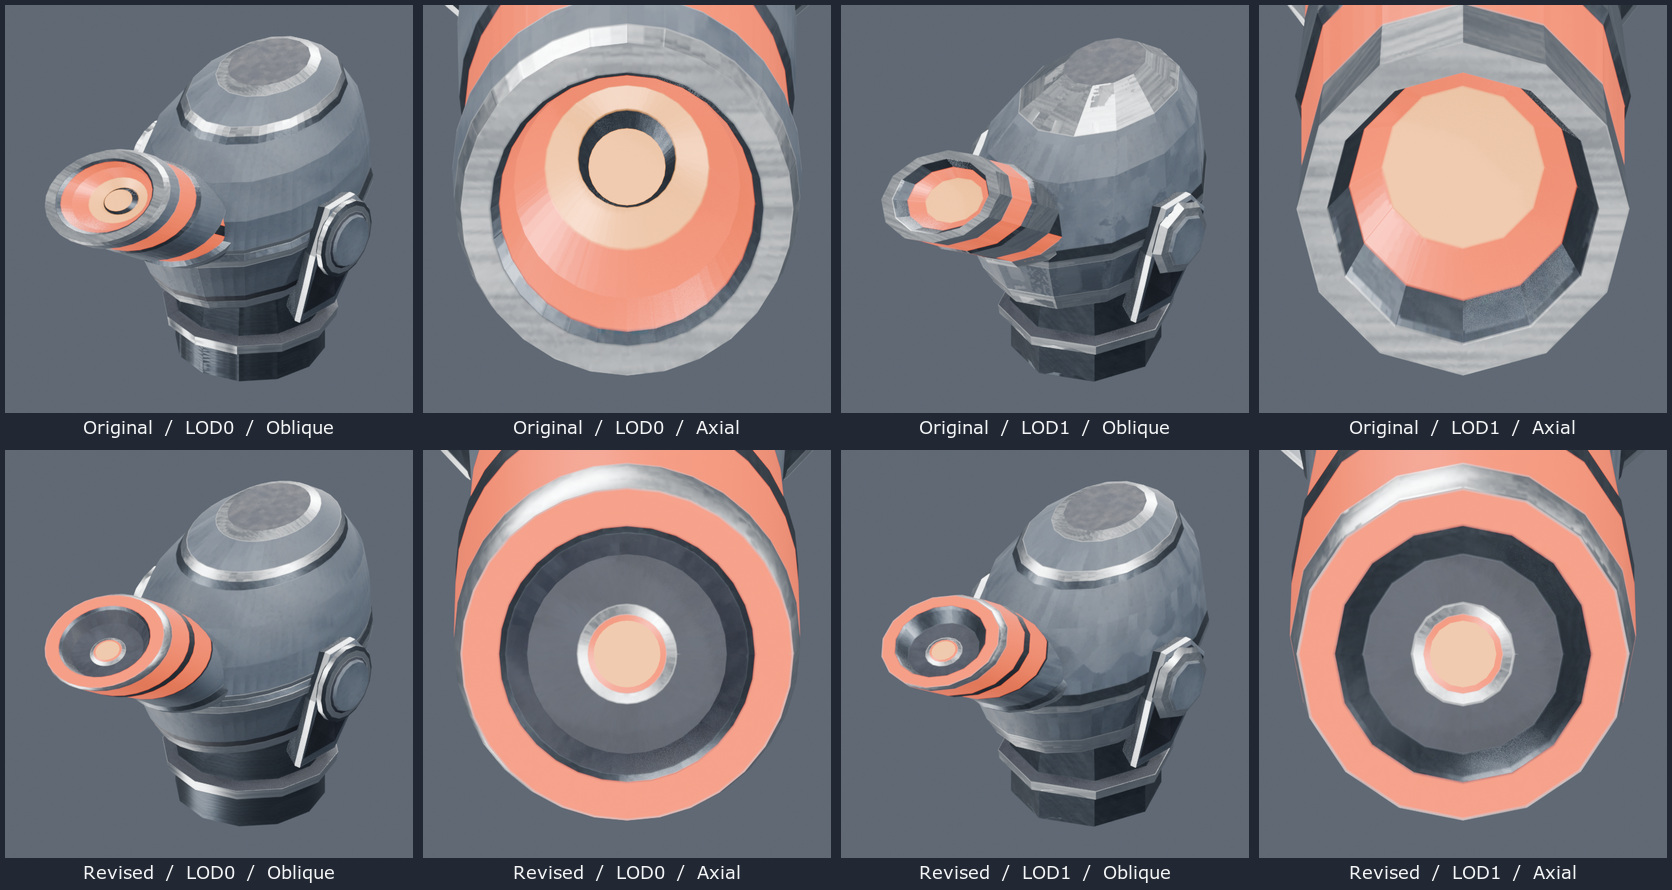 Original / LOD0 / Oblique
Original / LOD0 / Axial
Original / LOD1 / Oblique
Original / LOD1 / Axial
Revised / LOD0 / Oblique
Revised / LOD0 / Axial
Revised / LOD1 / Oblique
Revised / LOD1 / Axial